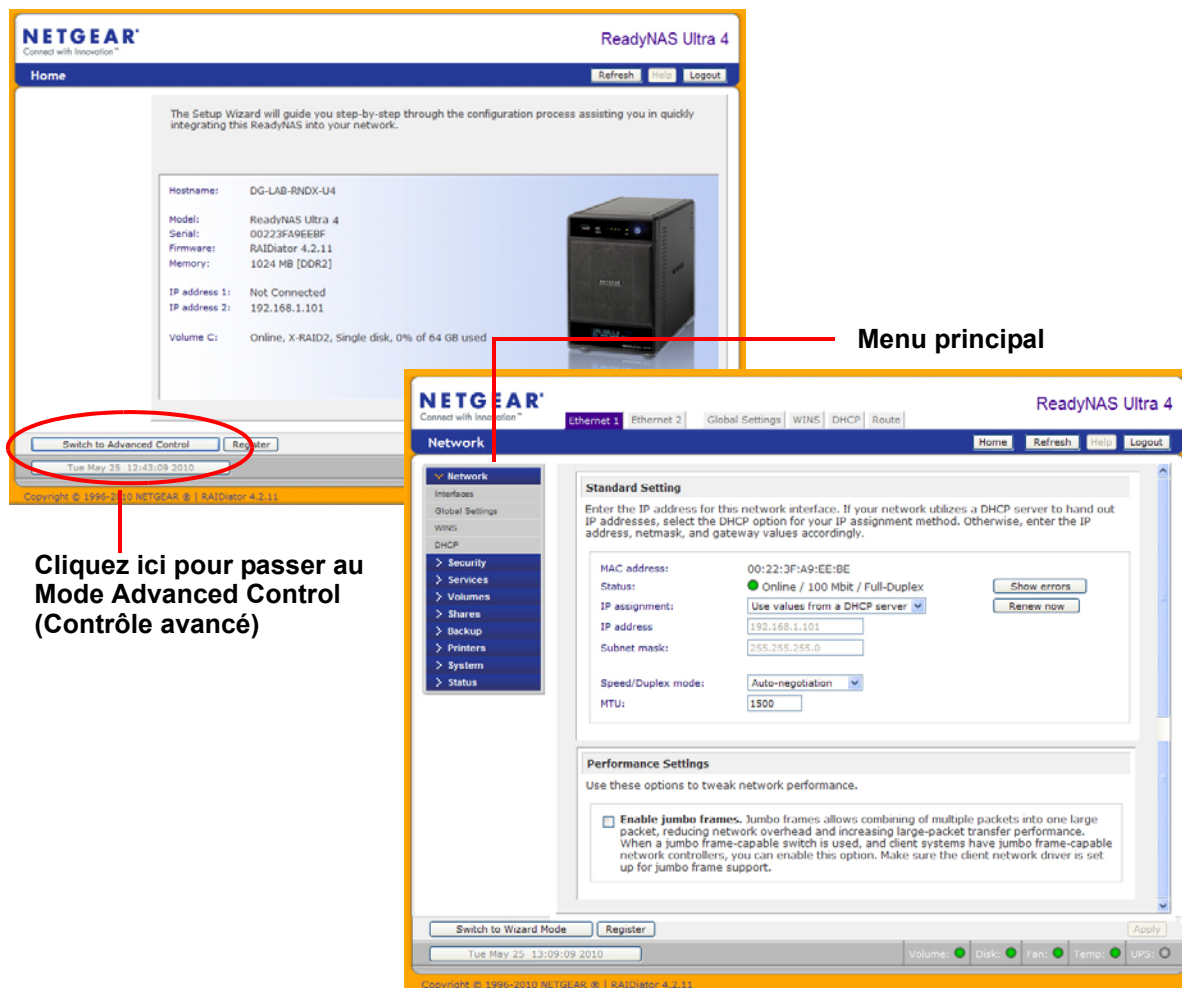 NETGEAR®
Connect with Innovation™
ReadyNAS Ultra 4
Home
Refresh
Help
Logout
The Setup Wizard will guide you step-by-step through the configuration process assisting you in quickly
integrating this ReadyNAS into your network.
Hostname: DG-LAB-RNDX-U4
Model: ReadyNAS Ultra 4
Serial: 00223FA9EEBF
Firmware: RAIDiator 4.2.11
Memory: 1024 MB [DDR2]
IP address 1: Not Connected
IP address 2: 192.168.1.101
Volume C: Online, X-RAID2, Single disk, 0% of 64 GB used
NETGEAR
Switch to Advanced Control
Register
Tue May 25 12:43:09 2010
Copyright © 1996-2010 NETGEAR ® | RAIDiator 4.2.11
Cliquez ici pour passer au
Mode Advanced Control
(Contrôle avancé)
Menu principal
NETGEAR®
Connect with Innovation™
Ethernet 1
Ethernet 2
Global Settings
WINS
DHCP
Route
ReadyNAS Ultra 4
Network
Home
Refresh
Help
Logout
Network
Interfaces
Global Settings
WINS
DHCP
> Security
> Services
> Volumes
> Shares
> Backup
> Printers
> System
> Status
Standard Setting
Enter the IP address for this network interface. If your network utilizes a DHCP server to hand out
IP addresses, select the DHCP option for your IP assignment method. Otherwise, enter the IP
address, netmask, and gateway values accordingly.
MAC address: 00:22:3F:A9:EE:BE
Status: Online / 100 Mbit / Full-Duplex Show errors
IP assignment: Use values from a DHCP server Renew now
IP address 192.168.1.101
Subnet mask: 255.255.255.0
Speed/Duplex mode: Auto-negotiation
MTU: 1500
Performance Settings
Use these options to tweak network performance.
Enable jumbo frames. Jumbo frames allows combining of multiple packets into one large
packet, reducing network overhead and increasing large-packet transfer performance.
When a jumbo frame-capable switch is used, and client systems have jumbo frame-capable
network controllers, you can enable this option. Make sure the client network driver is set
up for jumbo frame support.
Switch to Wizard Mode
Register
Apply
Tue May 25 13:09:09 2010
Volume: Disk: Fan: Temp: UPS:
Copyright © 1996-2010 NETGEAR ® | RAIDiator 4.2.11